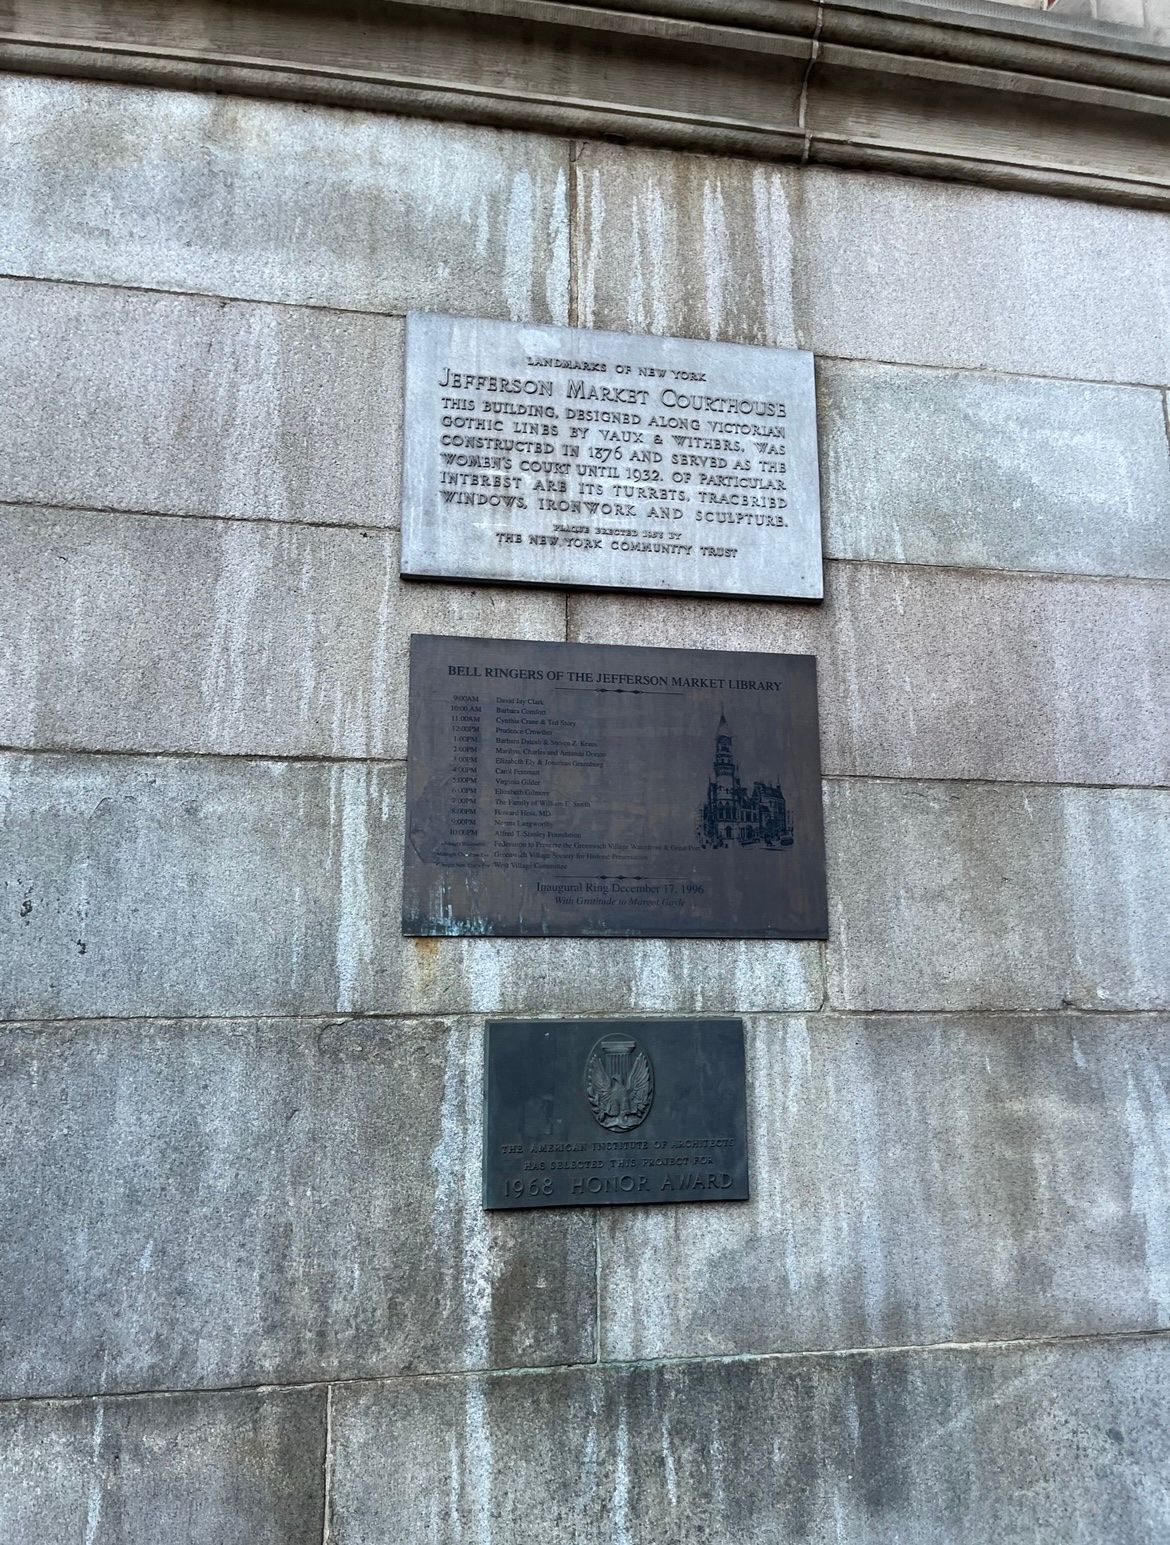 LANDMARKS OF NEW YORK
JEFFERSON MARKET COURTHOUSE
THIS BUILDING, DESIGNED ALONG VICTORIAN
GOTHIC LINES BY VAUX & WITHERS, WAS
CONSTRUCTED IN 1876 AND SERVED AS THE
WOMEN'S COURT UNTIL 1932. OF PARTICULAR
INTEREST ARE ITS TURRETS, TRACERIED
WINDOWS, IRONWORK AND SCULPTURE.
PLAQUE ERECTED BY
THE NEW YORK COMMUNITY TRUST
BELL RINGERS OF THE JEFFERSON MARKET LIBRARY
9:00AM David Jay Clark
10:00 AM Barbara Comfort
11:00AM Cynthia Crane & Ted Story
12:00PM Prudence Crowther
1:00PM Barbara & Steven Z.
2:00PM Marilyn, Charles and Amanda
3:00PM Elizabeth Ely & Jonathan
4:00PM Carol Feinman
5:00PM Virginia Gilder
6:00PM Elizabeth Gilmore
7:00PM The Family of William C. Smith
8:00PM Howard Hess, MD
9:00PM Norma Langworthy
10:00PM Alfred T. Stanley Foundation
Federation to Preserve the Greenwich Village Waterfront & Great Port
Greenwich Village Society for Historic Preservation
West Village Committee
Inaugural Ring December 17, 1996
With Gratitude to Margot Gayle
THE AMERICAN INSTITUTE OF ARCHITECTS
HAS SELECTED THIS PROJECT FOR
1968 HONOR AWARD